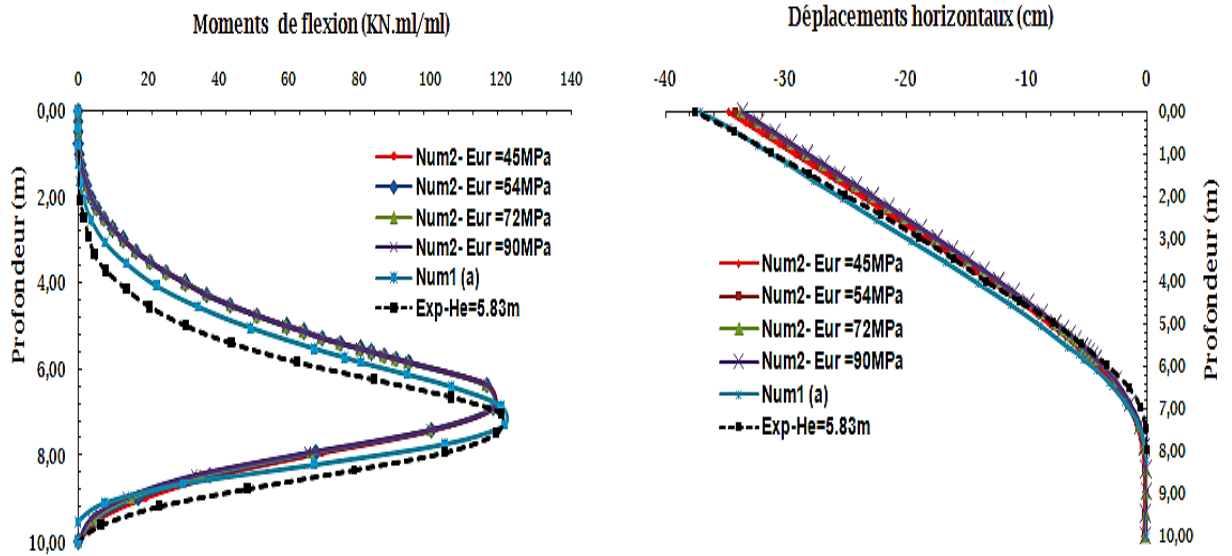 Moments de flexion (KN.ml/ml)
0 20 40 60 80 100 120 140
Profondeur (m)
0,00
2,00
4,00
6,00
8,00
10,00
Num2- Eur =45MPa
Num2- Eur =54MPa
Num2- Eur =72MPa
Num2- Eur =90MPa
Num1 (a)
Exp-He=5.83m
Déplacements horizontaux (cm)
-40 -30 -20 -10 0
0,00
1,00
2,00
3,00
4,00
5,00
6,00
7,00
8,00
9,00
10,00
Profondeur (m)
Num2- Eur =45MPa
Num2- Eur =54MPa
Num2- Eur =72MPa
Num2- Eur =90MPa
Num1 (a)
Exp-He=5.83m